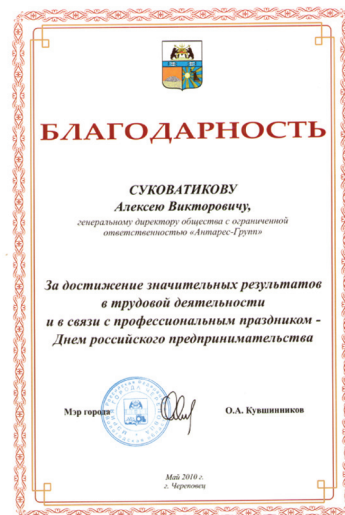 БЛАГОДАРНОСТЬ
СУКОВАТИКОВУ
Алексею Викторовичу,
генеральному директору общества с ограниченной
ответственностью «Антарес-Групп»
За достижение значительных результатов
в трудовой деятельности
и в связи с профессиональным праздником -
Днем российского предпринимательства
Мэр города О.А. Кувшинников
Май 2010 г.
г. Череповец